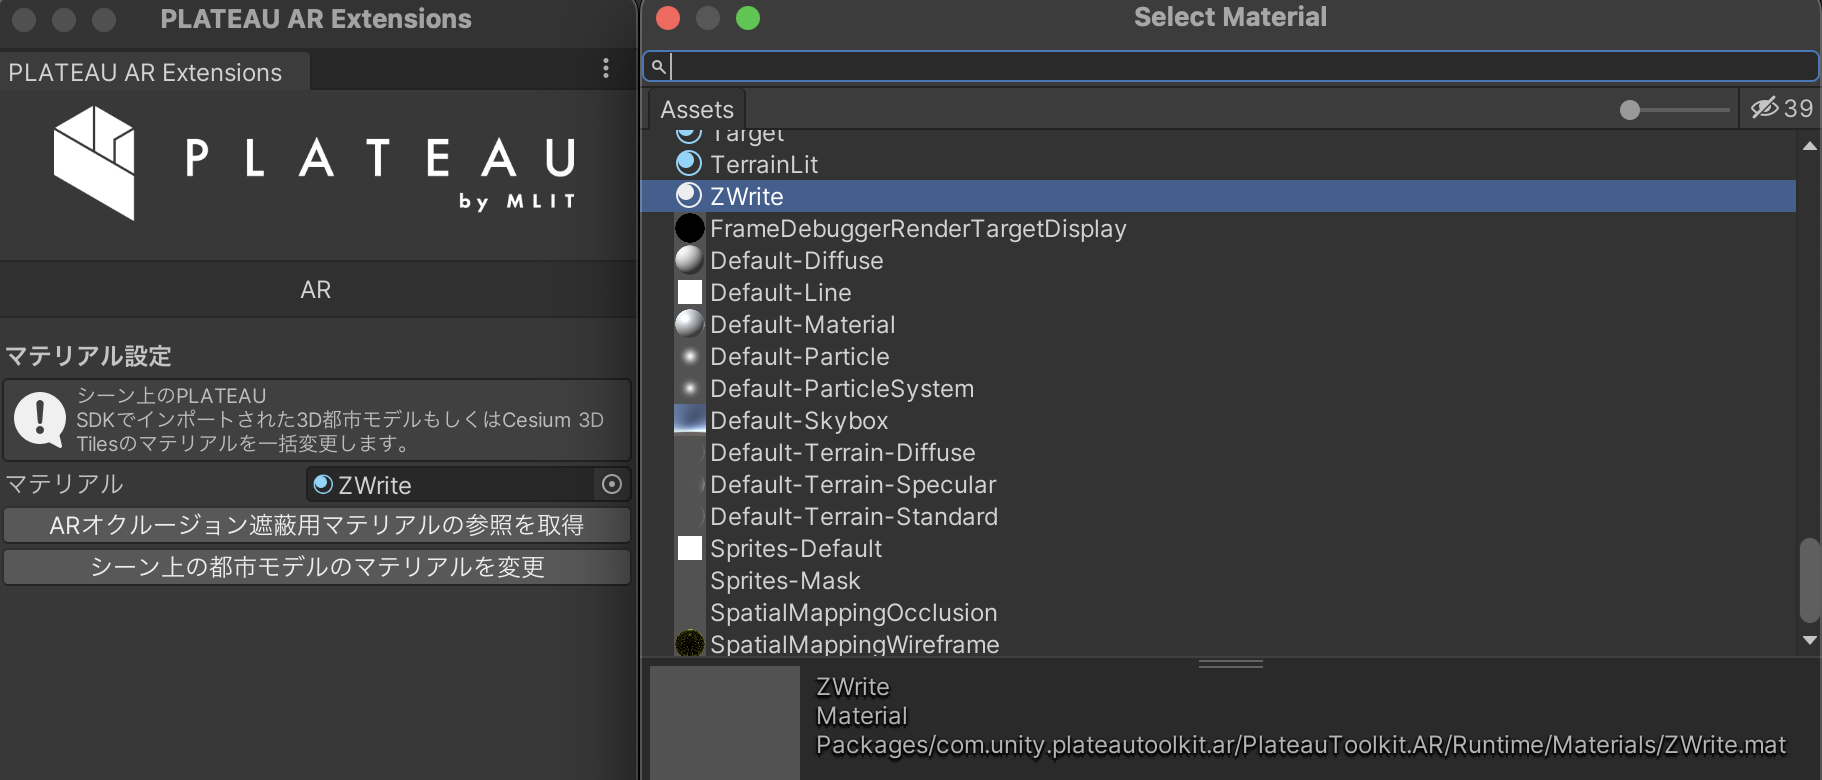 PLATEAU AR Extensions
PLATEAU AR Extensions
PLATEAU
by MLIT
AR
マテリアル設定
シーン上のPLATEAU
SDKでインポートされた3D都市モデルもしくはCesium 3D
Tilesのマテリアルを一括変更します。
マテリアル
ZWrite
ARオクルージョン遮蔽用マテリアルの参照を取得
シーン上の都市モデルのマテリアルを変更
Select Material
Assets
39
Target
TerrainLit
ZWrite
FrameDebuggerRenderTargetDisplay
Default-Diffuse
Default-Line
Default-Material
Default-Particle
Default-ParticleSystem
Default-Skybox
Default-Terrain-Diffuse
Default-Terrain-Specular
Default-Terrain-Standard
Sprites-Default
Sprites-Mask
SpatialMappingOcclusion
SpatialMappingWireframe
ZWrite
Material
Packages/com.unity.plateautoolkit.ar/PlateauToolkit.AR/Runtime/Materials/ZWrite.mat